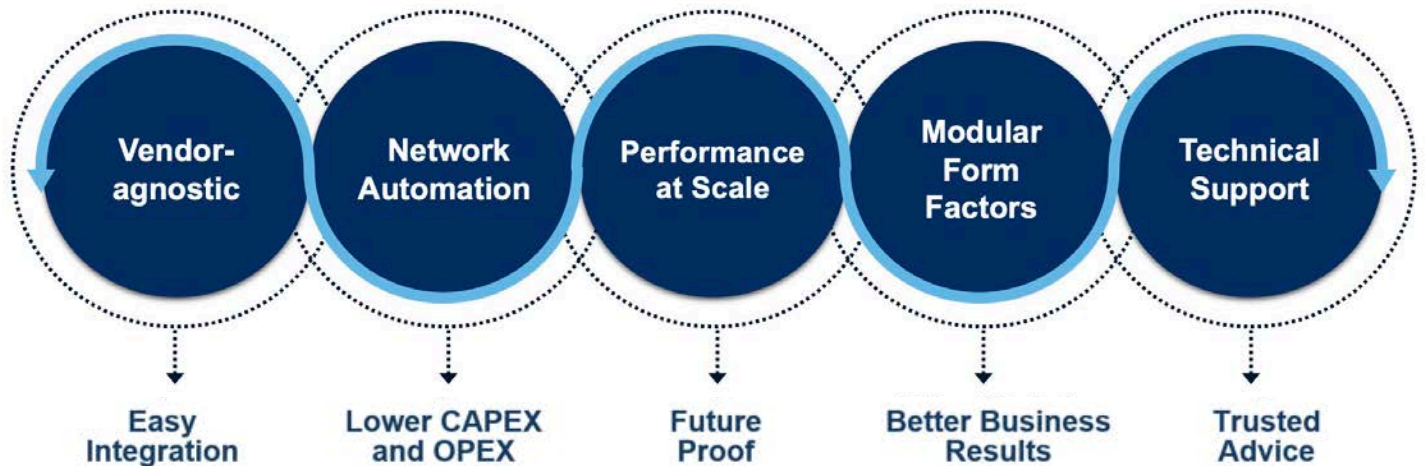 Vendor-
agnostic
Network
Automation
Performance
at Scale
Modular
Form
Factors
Technical
Support
Easy
Integration
Lower CAPEX
and OPEX
Future
Proof
Better Business
Results
Trusted
Advice